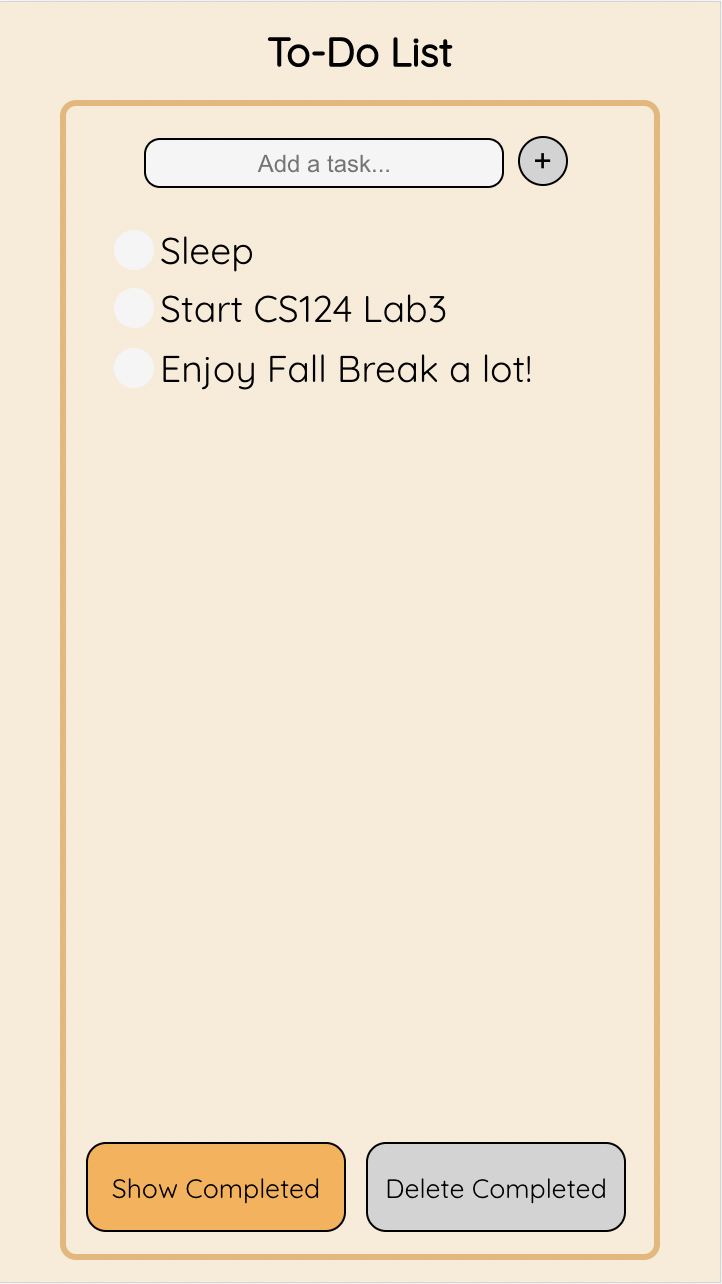 To-Do List
Add a task...
+
Sleep
Start CS124 Lab3
Enjoy Fall Break a lot!
Show Completed
Delete Completed